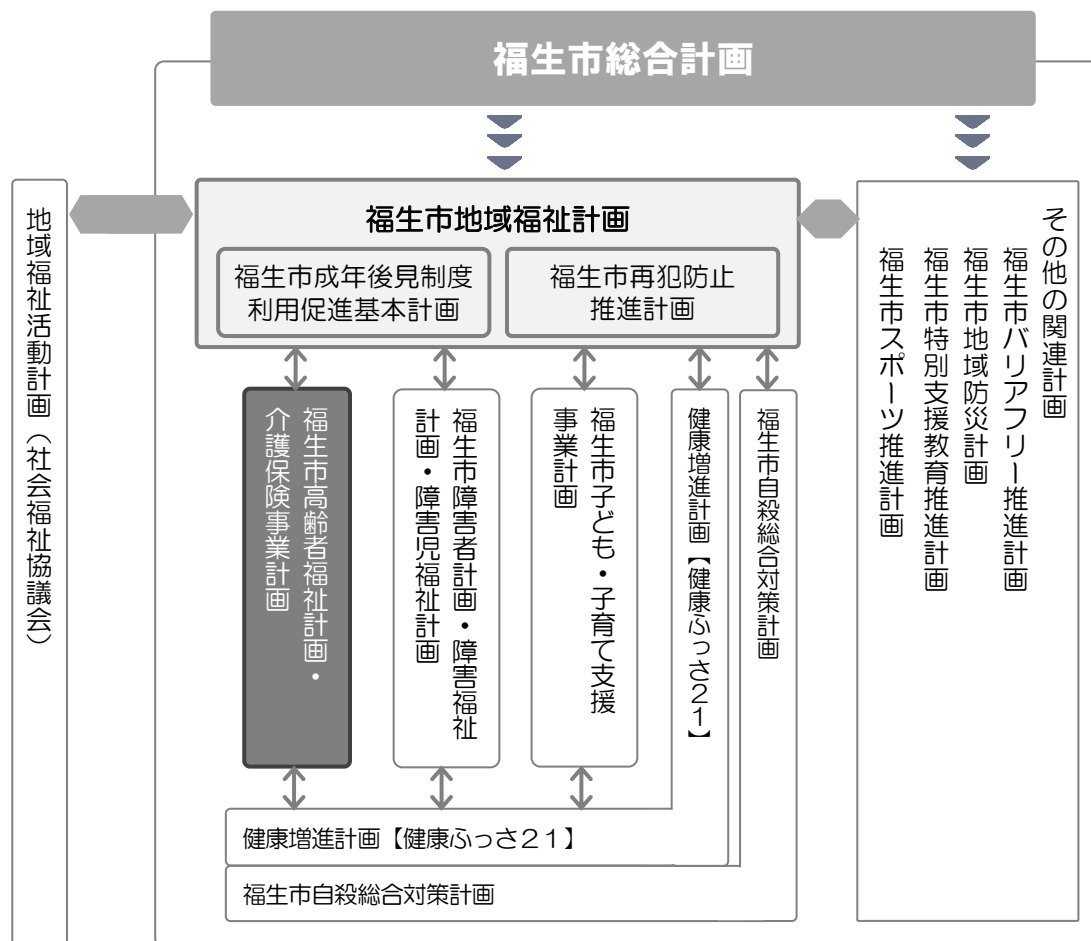 福生市総合計画
地域福祉活動計画（社会福祉協議会）
福生市地域福祉計画
福生市成年後見制度
利用促進基本計画
福生市再犯防止
推進計画
福生市高齢者福祉計画・
介護保険事業計画
福生市障害者計画・障害福祉
計画・障害児福祉計画
福生市子ども・子育て支援
事業計画
健康増進計画【健康ふっさ２１】
福生市自殺総合対策計画
健康増進計画【健康ふっさ２１】
福生市自殺総合対策計画
その他の関連計画
福生市バリアフリー推進計画
福生市地域防災計画
福生市特別支援教育推進計画
福生市スポーツ推進計画